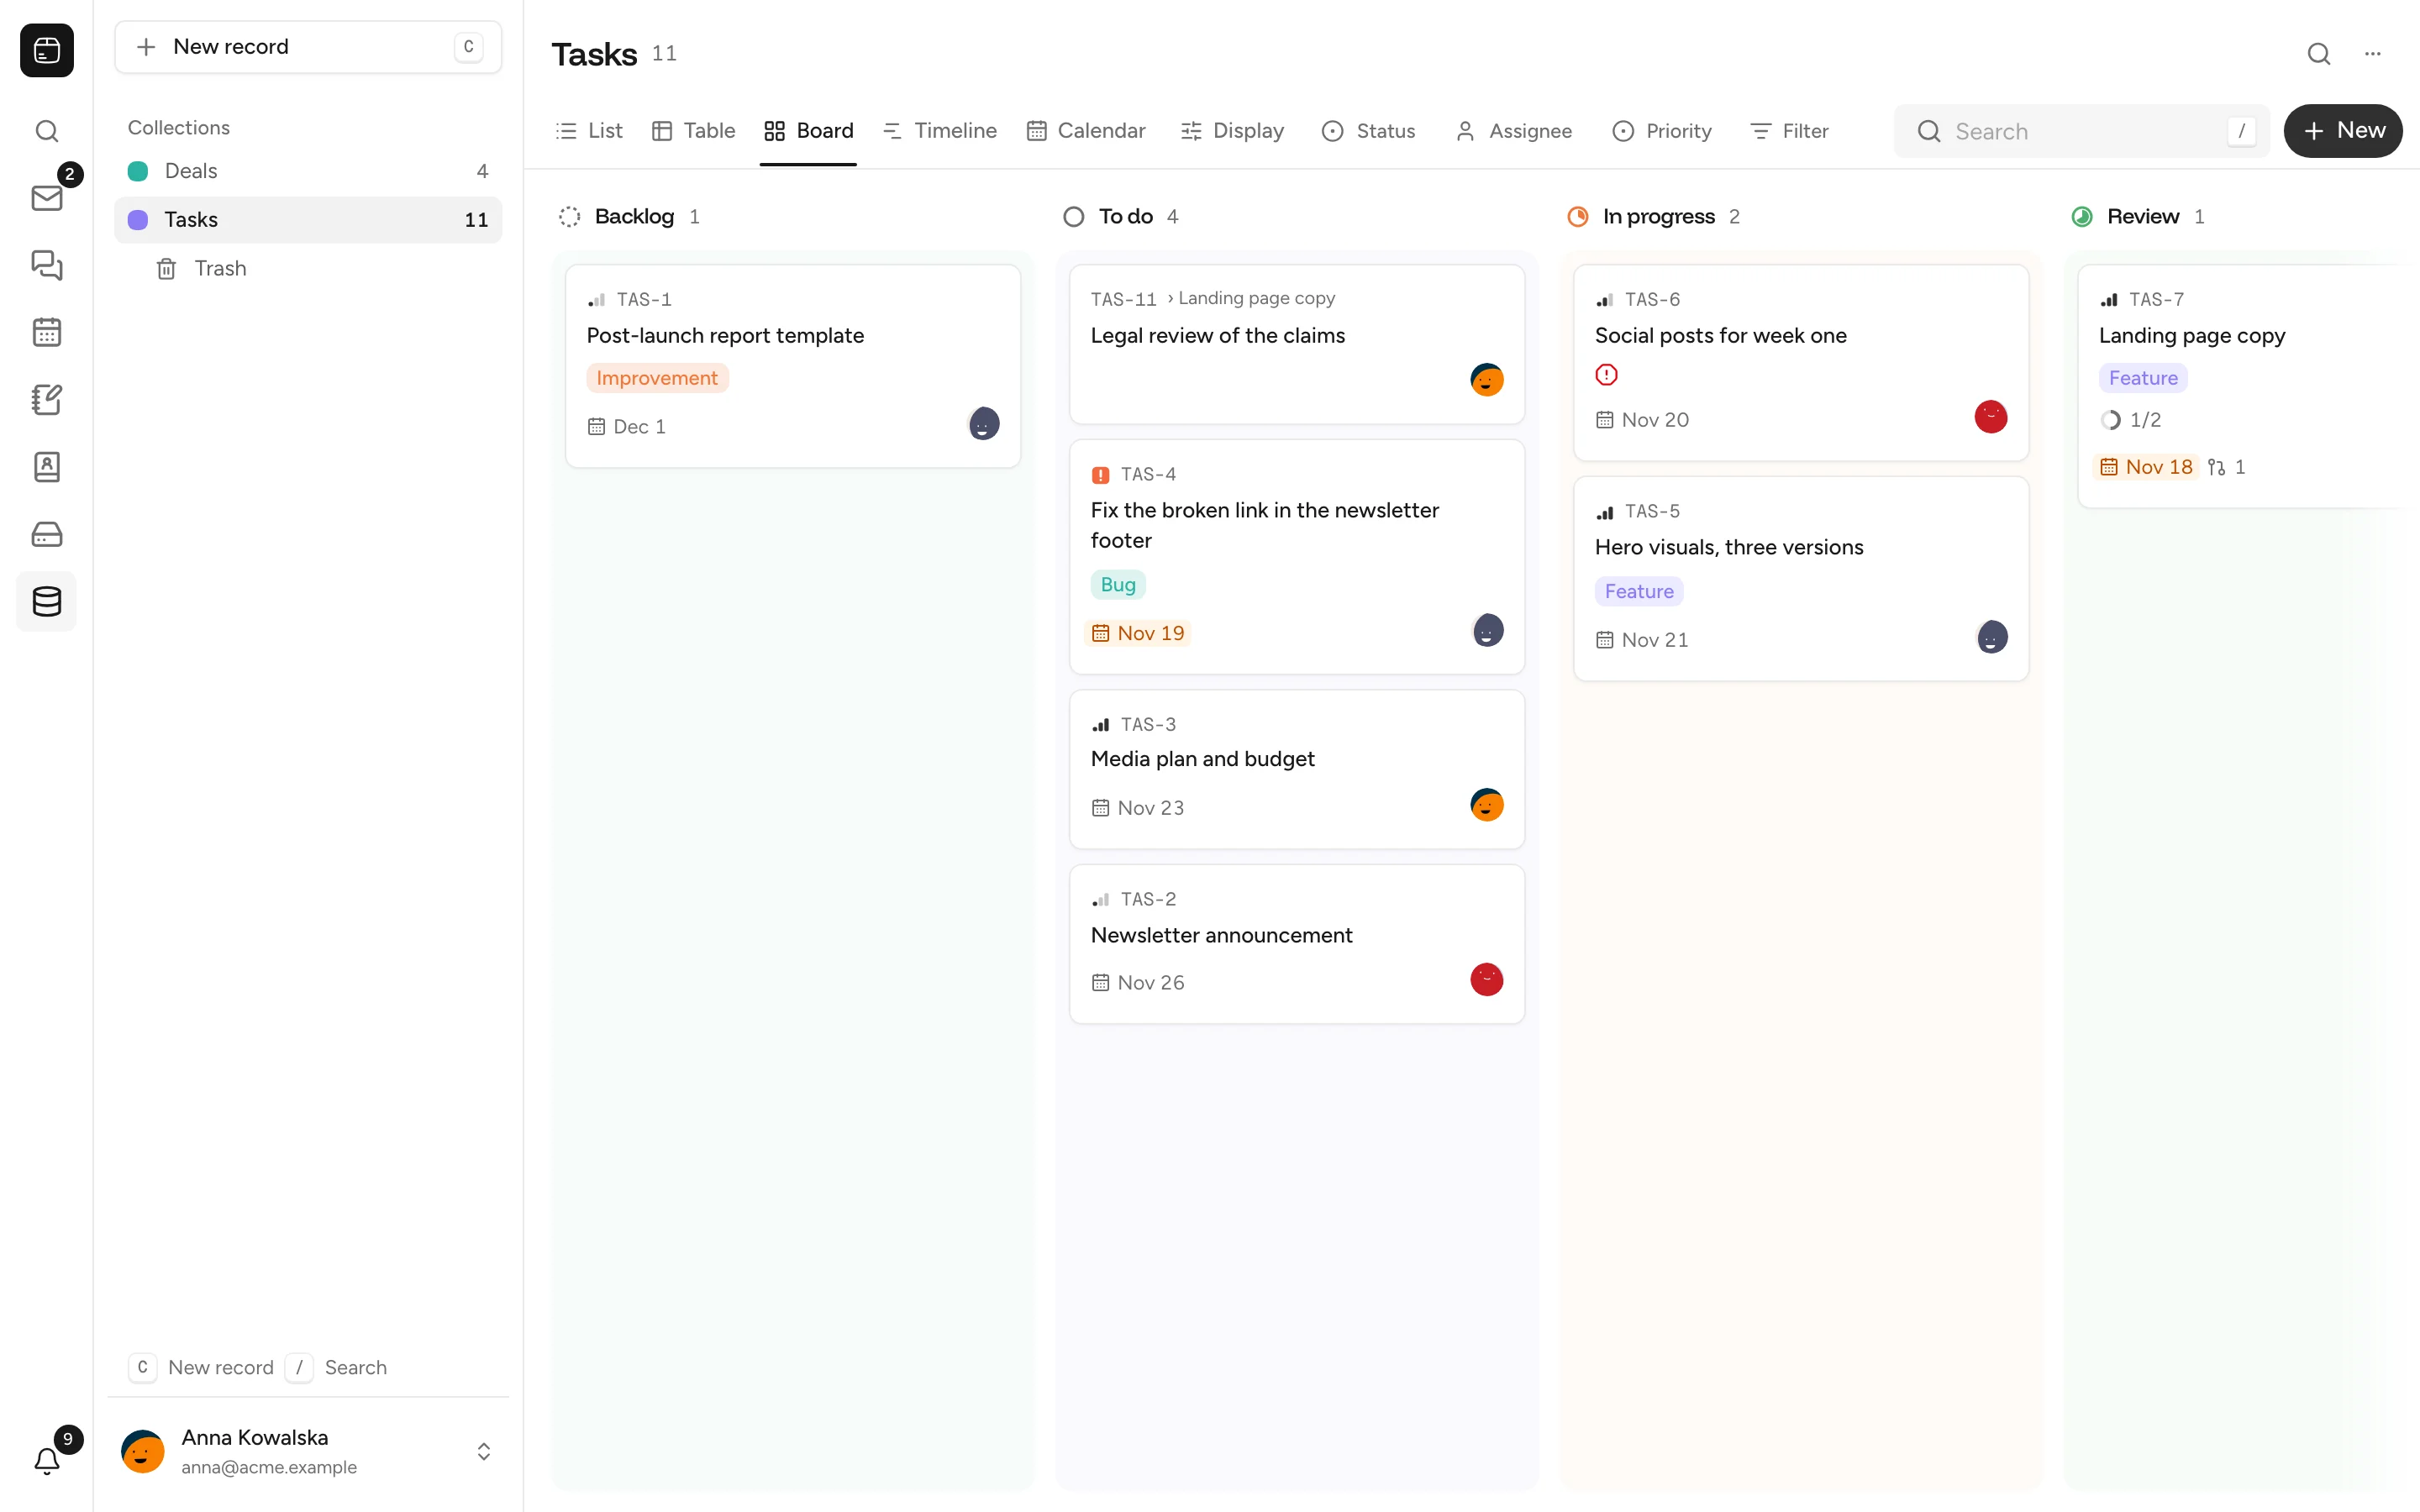 New record C
Collections
Deals 4
Tasks 11
Trash
2
C New record / Search
9
Anna Kowalska
anna@acme.example
Tasks 11
List Table Board Timeline Calendar Display Status Assignee Priority Filter Search / New
Backlog 1
TAS-1
Post-launch report template
Improvement
Dec 1
To do 4
TAS-11 › Landing page copy
Legal review of the claims
TAS-4
Fix the broken link in the newsletter
footer
Bug
Nov 19
TAS-3
Media plan and budget
Nov 23
TAS-2
Newsletter announcement
Nov 26
In progress 2
TAS-6
Social posts for week one
Nov 20
TAS-5
Hero visuals, three versions
Feature
Nov 21
Review 1
TAS-7
Landing page copy
Feature
1/2
Nov 18 1